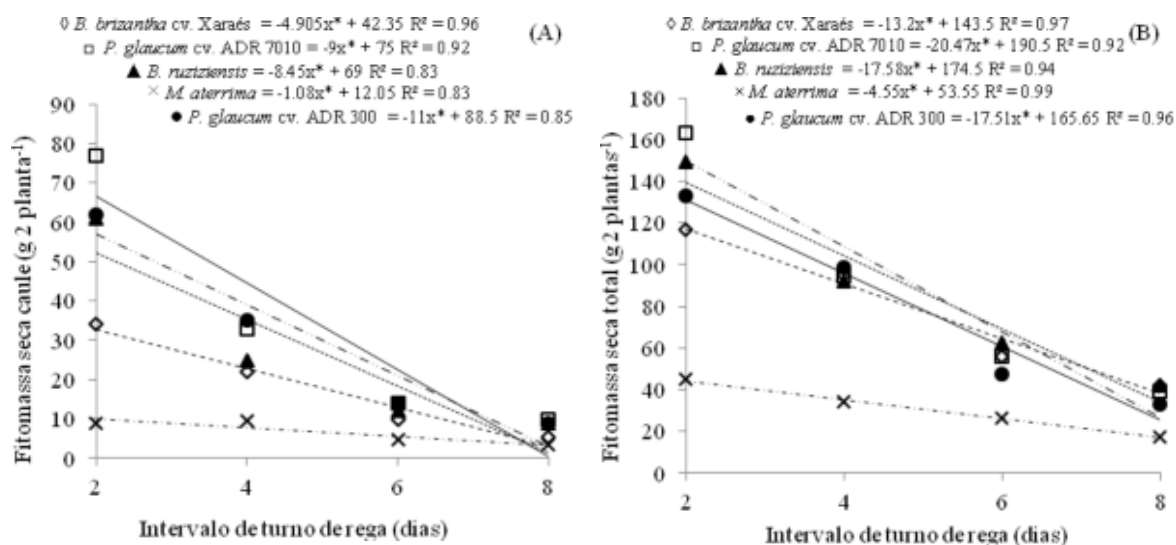 ◊ B. brizantha cv. Xaraés = -4.905x* + 42.35 R² = 0.96
□ P. glaucum cv. ADR 7010 = -9x* + 75 R² = 0.92
(A)
▲ B. ruziziensis = -8.45x* + 69 R² = 0.83
× M. aterrima = -1.08x* + 12.05 R² = 0.83
● P. glaucum cv. ADR 300 = -11x* + 88.5 R² = 0.85
Fitomassa seca caule (g 2 planta⁻¹)
90
80
70
60
50
40
30
20
10
0
2 4 6 8
Intervalo de turno de rega (dias)
◊ B. brizantha cv. Xaraés = -13.2x* + 143.5 R² = 0.97
(B)
□ P. glaucum cv. ADR 7010 = -20.47x* + 190.5 R² = 0.92
▲ B. ruziziensis = -17.58x* + 174.5 R² = 0.94
× M. aterrima = -4.55x* + 53.55 R² = 0.99
● P. glaucum cv. ADR 300 = -17.51x* + 165.65 R² = 0.96
Fitomassa seca total (g 2 plantas⁻¹)
180
160
140
120
100
80
60
40
20
0
2 4 6 8
Intervalo de turno de rega (dias)